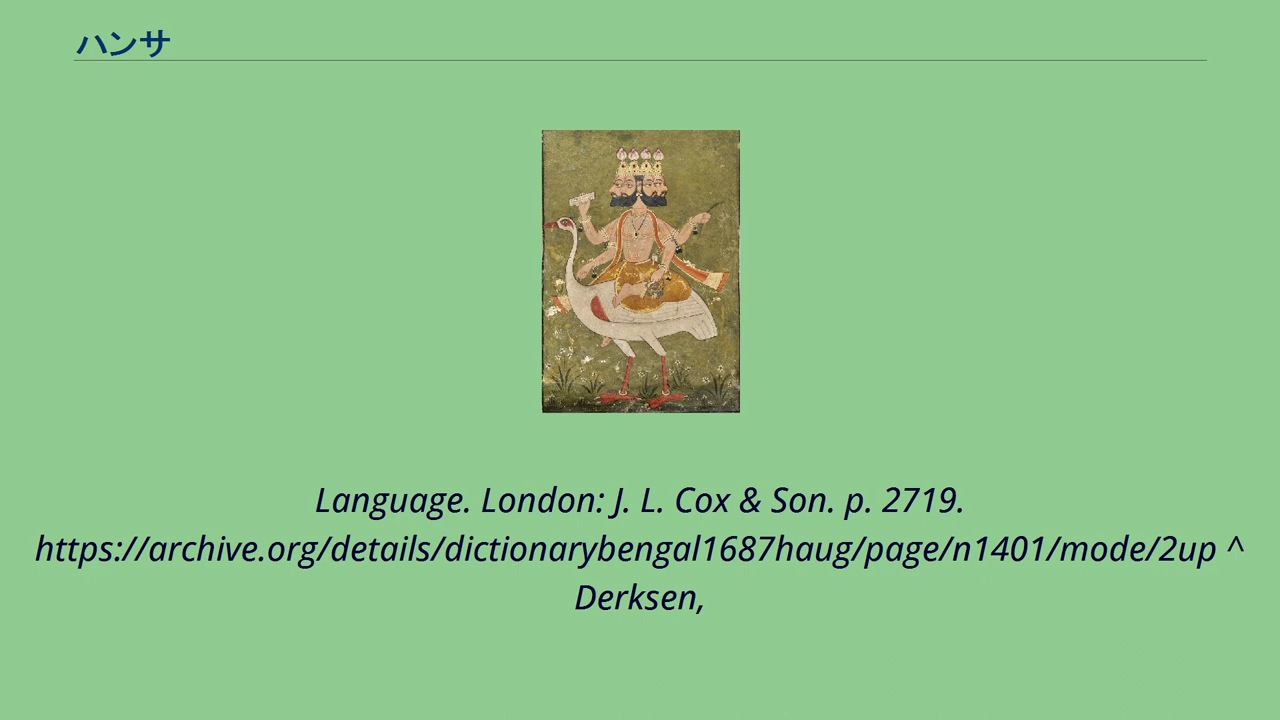 ハンサ
Language. London: J. L. Cox & Son. p. 2719.
https://archive.org/details/dictionarybengal1687haug/page/n1401/mode/2up ^
Derksen,